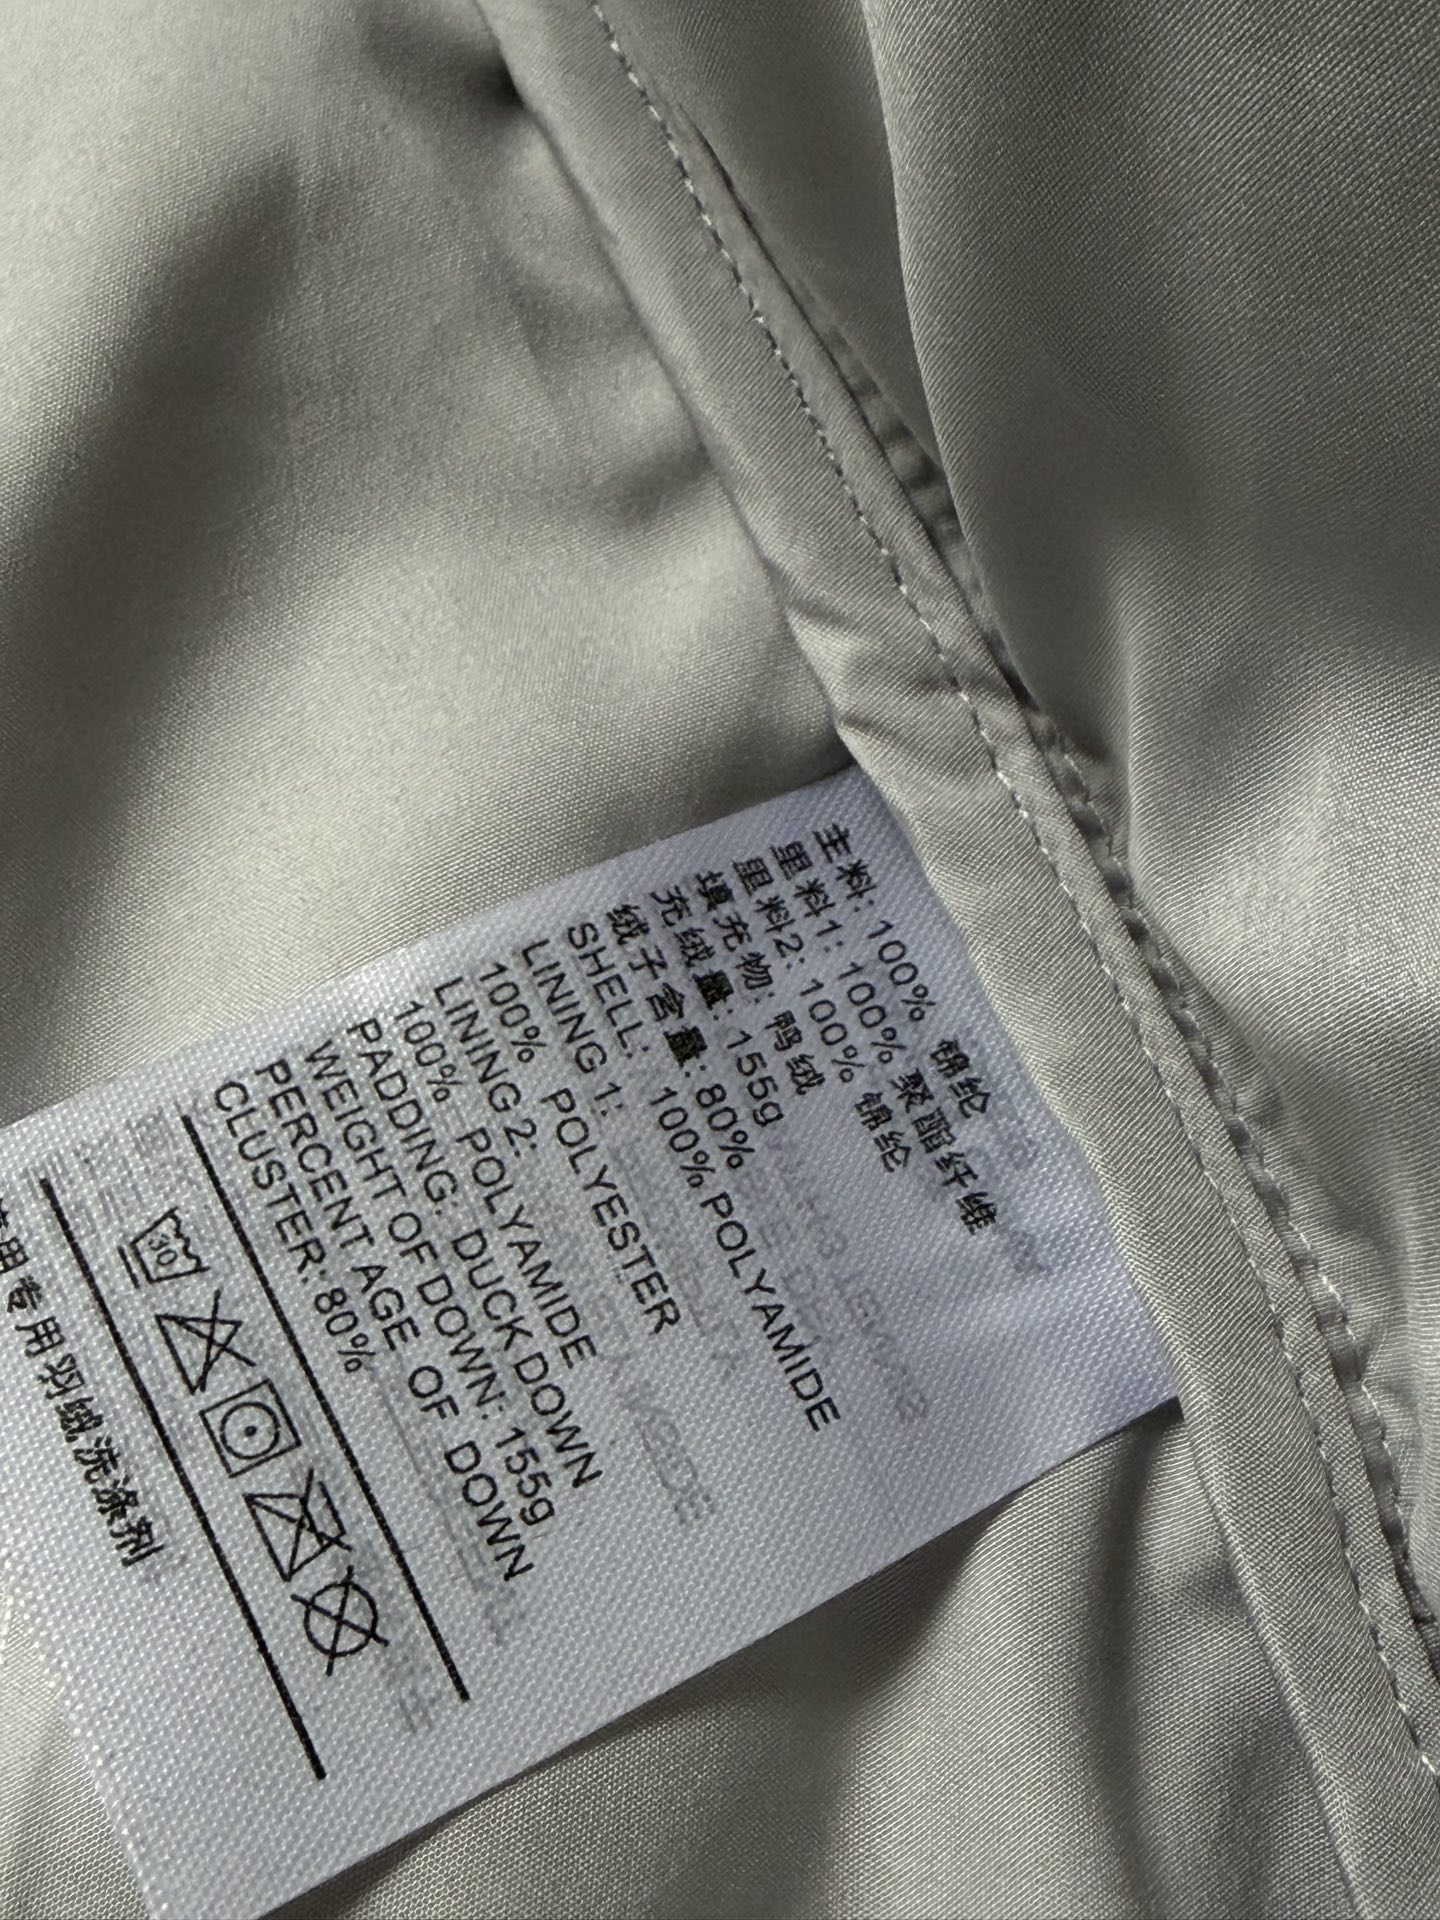 主料: 100% 锦纶
里料1: 100% 聚酯纤维
里料2: 100% 锦纶
填充物: 鸭绒
充绒量: 155g
绒子含量: 80%
SHELL: 100% POLYAMIDE
LINING 1:
100% POLYESTER
LINING 2:
100% POLYAMIDE
PADDING: DUCK DOWN
WEIGHT OF DOWN: 155g
PERCENT AGE OF DOWN
CLUSTER: 80%
30
用专用羽绒洗涤剂